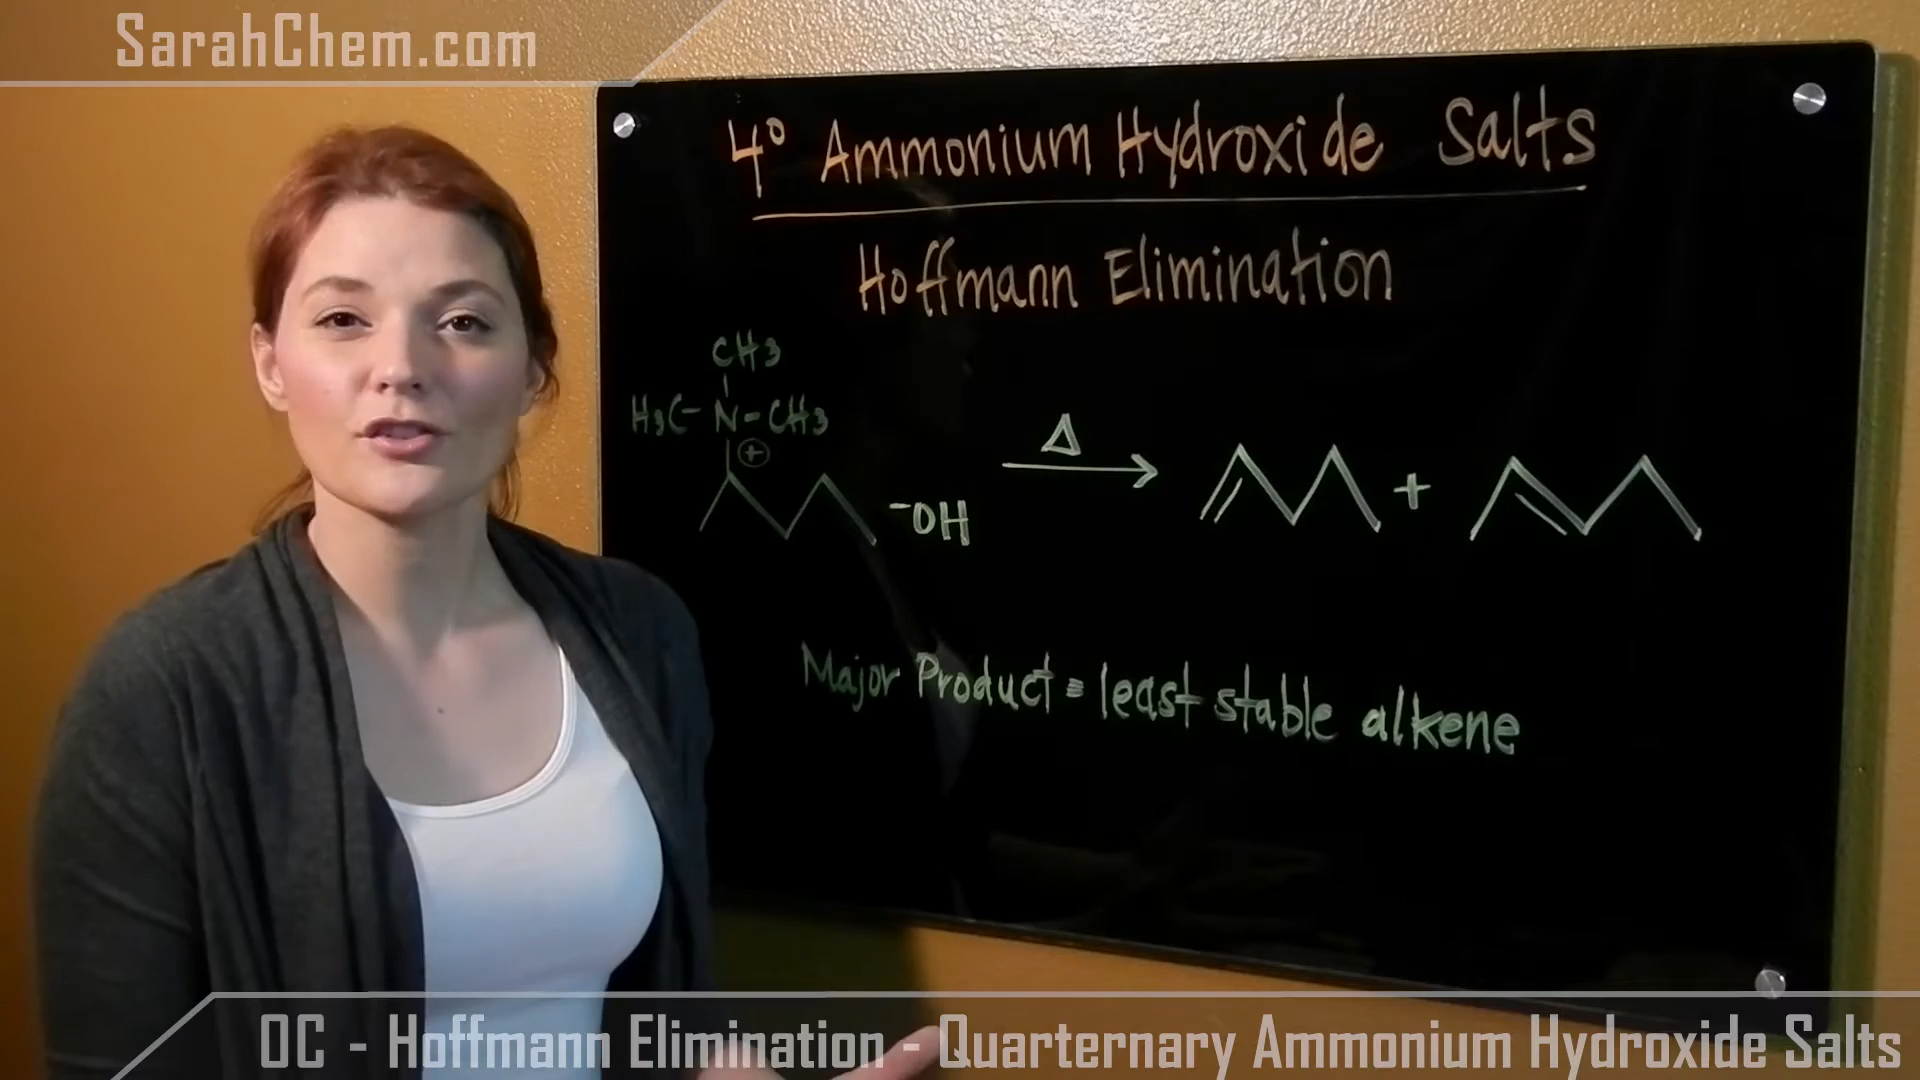 SarahChem.com
4° Ammonium Hydroxide Salts
Hoffmann Elimination
CH3
H3C-N-CH3
+
-OH
Δ
+
Major Product = least stable alkene
OC - Hoffmann Elimination - Quarternary Ammonium Hydroxide Salts